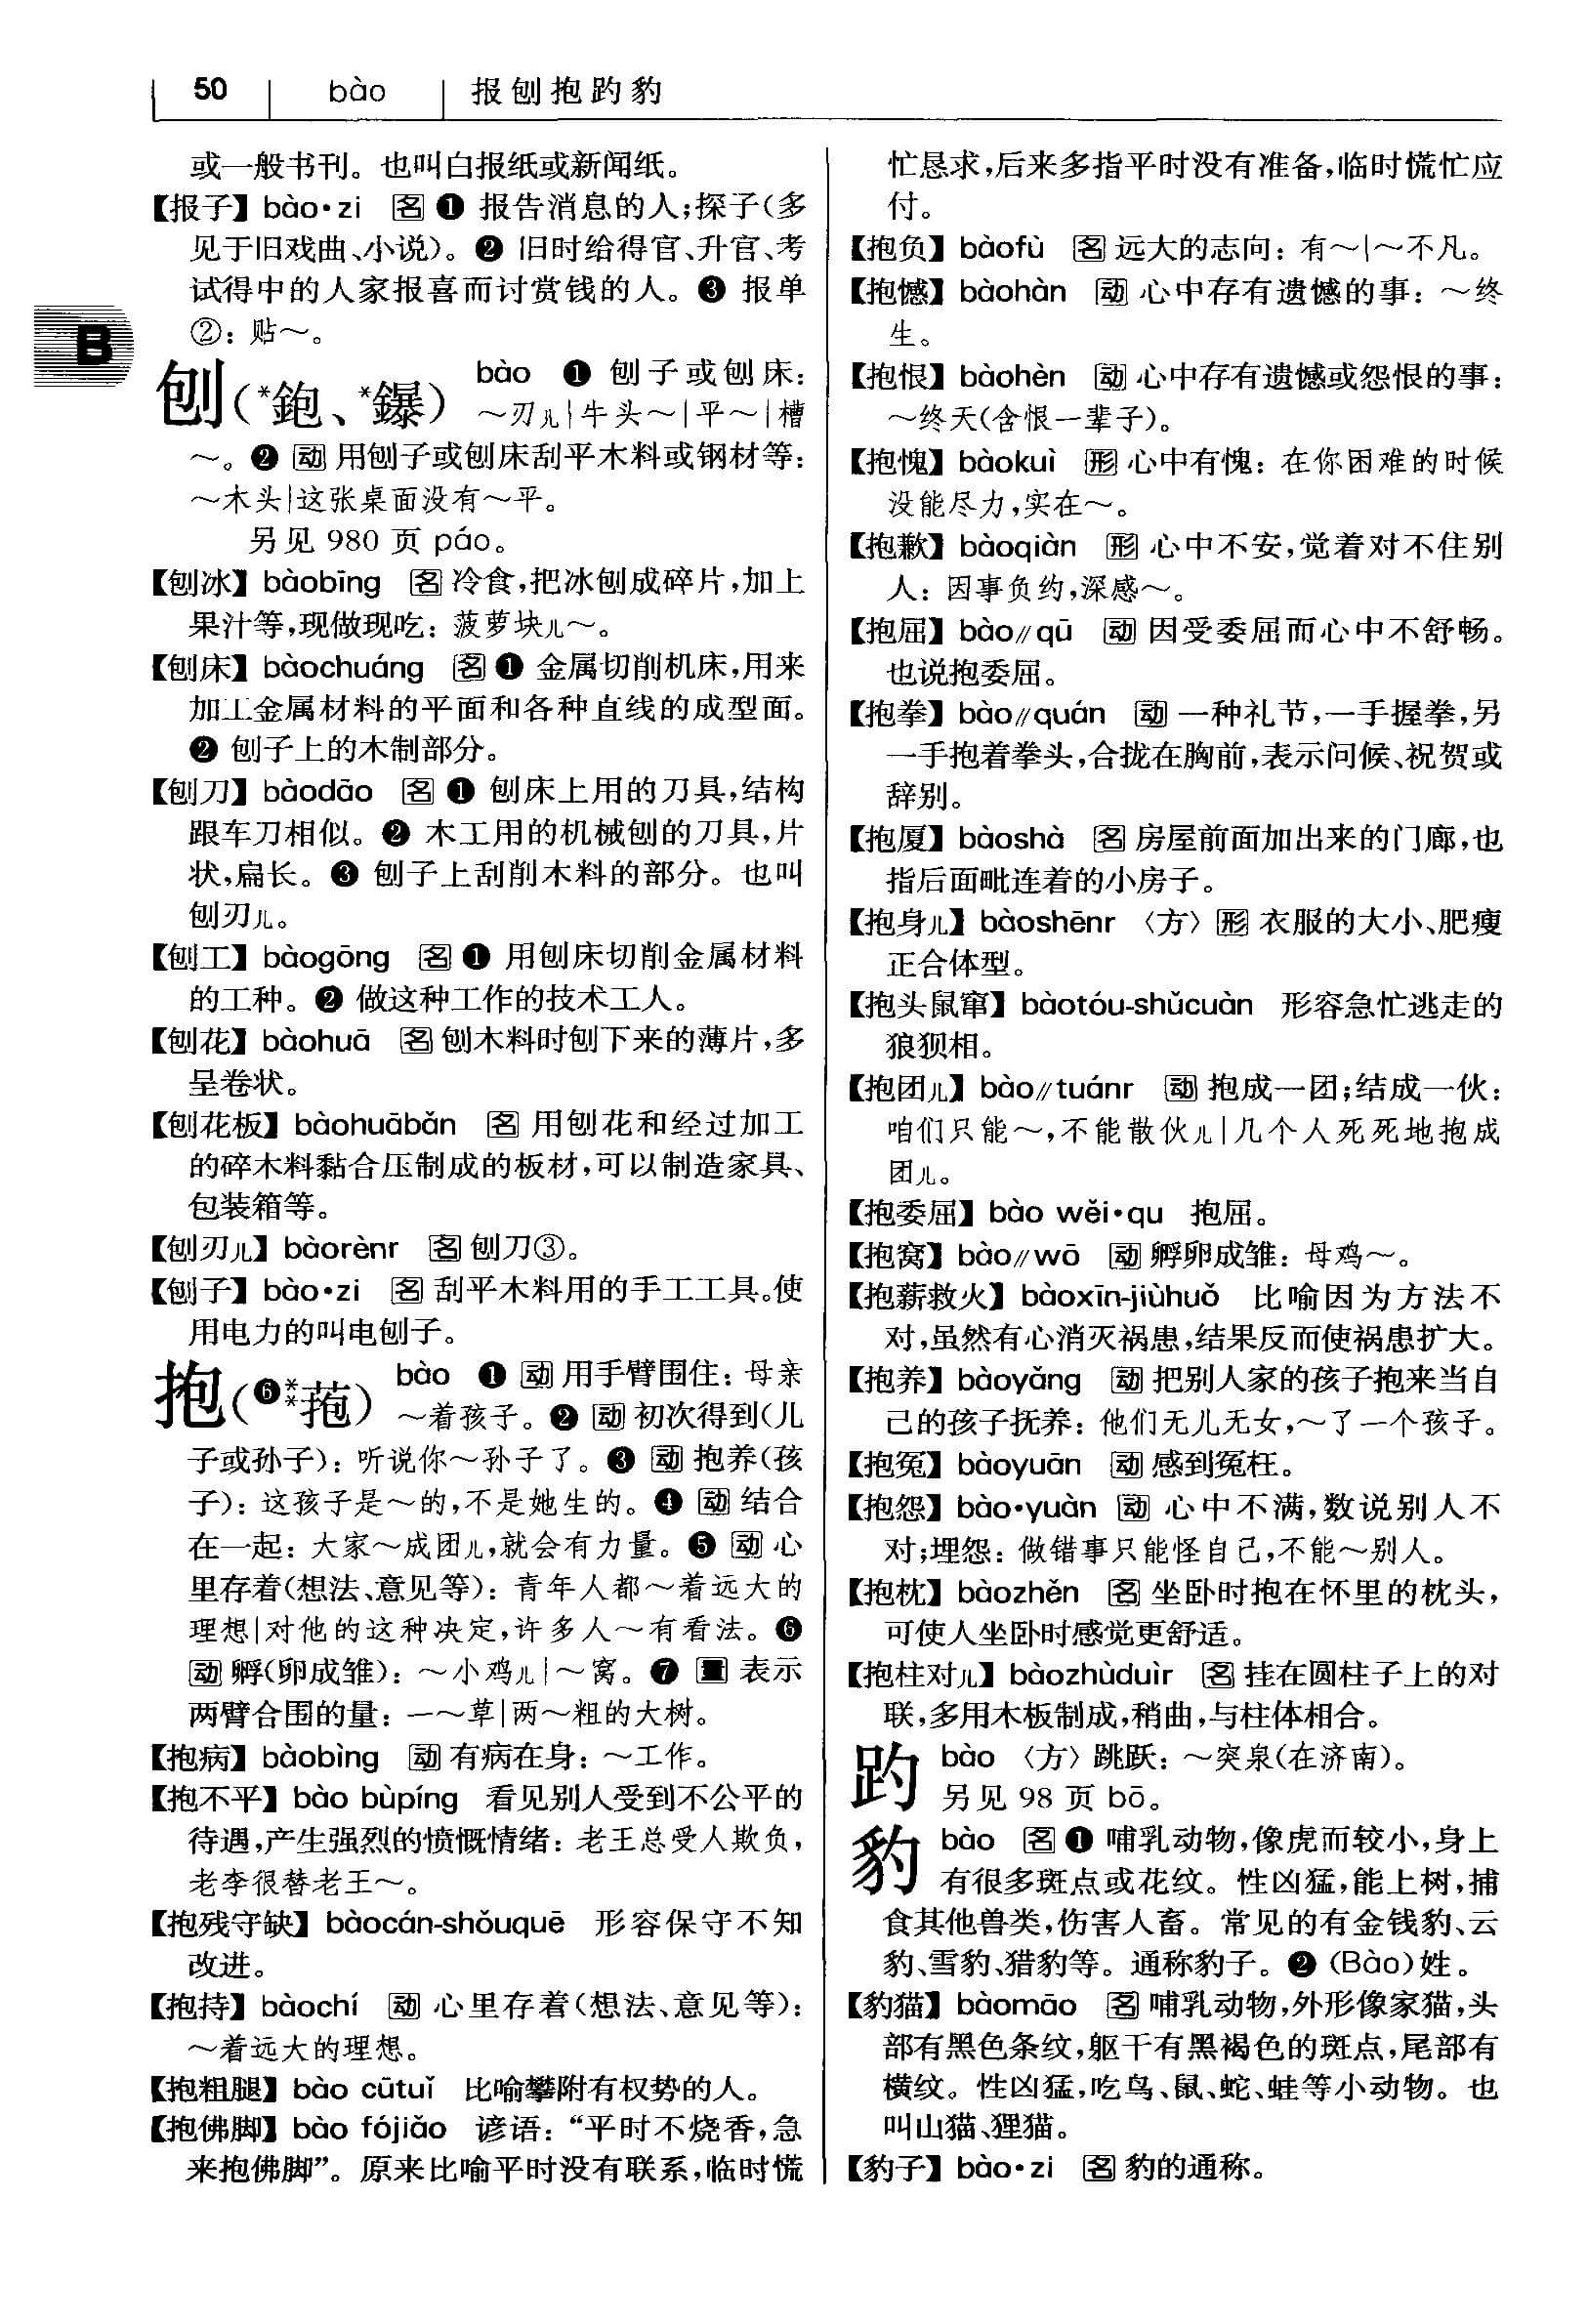 50 bào 报刨抱趵豹
或一般书刊。也叫白报纸或新闻纸。
【报子】bào·zi 名 ❶ 报告消息的人;探子(多
见于旧戏曲、小说)。❷ 旧时给得官、升官、考
试得中的人家报喜而讨赏钱的人。❸ 报单
②:贴～。
B
刨(*鉋、*鑤) bào ❶ 刨子或刨床:
～刃儿|牛头～|平～|槽
～。❷ 动 用刨子或刨床刮平木料或钢材等:
～木头|这张桌面没有～平。
另见 980 页 páo。
【刨冰】bàobīng 名 冷食,把冰刨成碎片,加上
果汁等,现做现吃:菠萝块儿～。
【刨床】bàochuáng 名 ❶ 金属切削机床,用来
加工金属材料的平面和各种直线的成型面。
❷ 刨子上的木制部分。
【刨刀】bàodāo 名 ❶ 刨床上用的刀具,结构
跟车刀相似。❷ 木工用的机械刨的刀具,片
状,扁长。❸ 刨子上刮削木料的部分。也叫
刨刃儿。
【刨工】bàogōng 名 ❶ 用刨床切削金属材料
的工种。❷ 做这种工作的技术工人。
【刨花】bàohuā 名 刨木料时刨下来的薄片,多
呈卷状。
【刨花板】bàohuābǎn 名 用刨花和经过加工
的碎木料黏合压制成的板材,可以制造家具、
包装箱等。
【刨刃儿】bàorènr 名 刨刀③。
【刨子】bào·zi 名 刮平木料用的手工工具。使
用电力的叫电刨子。
抱(❻**菢) bào ❶ 动 用手臂围住:母亲
～着孩子。❷ 动 初次得到(儿
子或孙子):听说你～孙子了。❸ 动 抱养(孩
子):这孩子是～的,不是她生的。❹ 动 结合
在一起:大家～成团儿,就会有力量。❺ 动 心
里存着(想法、意见等):青年人都～着远大的
理想|对他的这种决定,许多人～有看法。❻
动 孵(卵成雏):～小鸡儿|～窝。❼ 量 表示
两臂合围的量:一～草|两～粗的大树。
【抱病】bàobìng 动 有病在身:～工作。
【抱不平】bào bùpíng 看见别人受到不公平的
待遇,产生强烈的愤慨情绪:老王总受人欺负,
老李很替老王～。
【抱残守缺】bàocán-shǒuquē 形容保守不知
改进。
【抱持】bàochí 动 心里存着(想法、意见等):
～着远大的理想。
【抱粗腿】bào cūtuǐ 比喻攀附有权势的人。
【抱佛脚】bào fójiǎo 谚语:“平时不烧香,急
来抱佛脚”。原来比喻平时没有联系,临时慌
忙恳求,后来多指平时没有准备,临时慌忙应
付。
【抱负】bàofù 名 远大的志向:有～|～不凡。
【抱憾】bàohàn 动 心中存有遗憾的事:～终
生。
【抱恨】bàohèn 动 心中存有遗憾或怨恨的事:
～终天(含恨一辈子)。
【抱愧】bàokuì 形 心中有愧:在你困难的时候
没能尽力,实在～。
【抱歉】bàoqiàn 形 心中不安,觉着对不住别
人:因事负约,深感～。
【抱屈】bào//qū 动 因受委屈而心中不舒畅。
也说抱委屈。
【抱拳】bào//quán 动 一种礼节,一手握拳,另
一手抱着拳头,合拢在胸前,表示问候、祝贺或
辞别。
【抱厦】bàoshà 名 房屋前面加出来的门廊,也
指后面毗连着的小房子。
【抱身儿】bàoshēnr 〈方〉形 衣服的大小、肥瘦
正合体型。
【抱头鼠窜】bàotóu-shǔcuàn 形容急忙逃走的
狼狈相。
【抱团儿】bào//tuánr 动 抱成一团;结成一伙:
咱们只能～,不能散伙儿|几个人死死地抱成
团儿。
【抱委屈】bào wěi·qu 抱屈。
【抱窝】bào//wō 动 孵卵成雏:母鸡～。
【抱薪救火】bàoxīn-jiùhuǒ 比喻因为方法不
对,虽然有心消灭祸患,结果反而使祸患扩大。
【抱养】bàoyǎng 动 把别人家的孩子抱来当自
己的孩子抚养:他们无儿无女,～了一个孩子。
【抱冤】bàoyuān 动 感到冤枉。
【抱怨】bào·yuàn 动 心中不满,数说别人不
对;埋怨:做错事只能怪自己,不能～别人。
【抱枕】bàozhěn 名 坐卧时抱在怀里的枕头,
可使人坐卧时感觉更舒适。
【抱柱对儿】bàozhùduìr 名 挂在圆柱子上的对
联,多用木板制成,稍曲,与柱体相合。
趵 bào 〈方〉跳跃:～突泉(在济南)。
另见 98 页 bō。
豹 bào 名 ❶ 哺乳动物,像虎而较小,身上
有很多斑点或花纹。性凶猛,能上树,捕
食其他兽类,伤害人畜。常见的有金钱豹、云
豹、雪豹、猎豹等。通称豹子。❷ (Bào)姓。
【豹猫】bàomāo 名 哺乳动物,外形像家猫,头
部有黑色条纹,躯干有黑褐色的斑点,尾部有
横纹。性凶猛,吃鸟、鼠、蛇、蛙等小动物。也
叫山猫、狸猫。
【豹子】bào·zi 名 豹的通称。